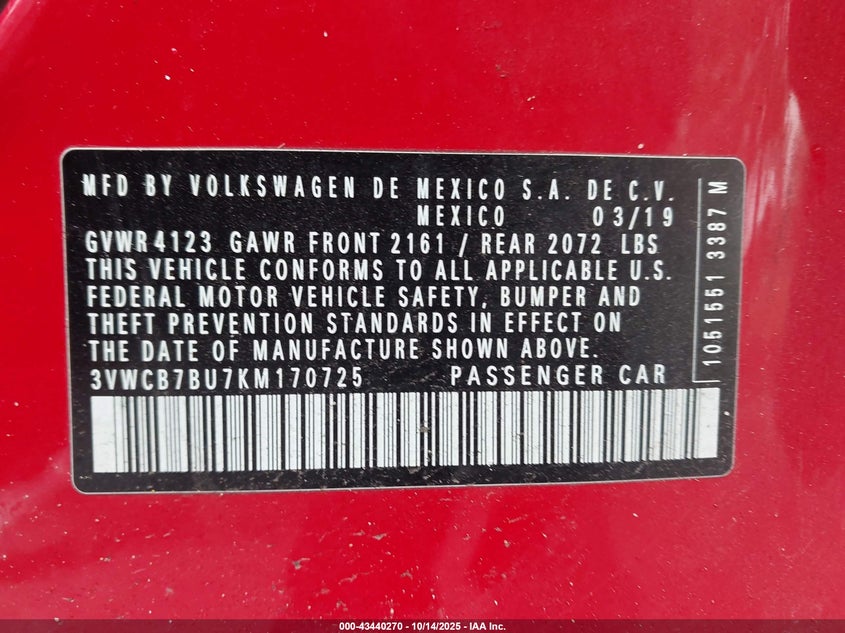 MFD BY VOLKSWAGEN DE MEXICO S.A. DE C.V.
MEXICO 03/19
GVWR 4123 GAWR FRONT 2161 / REAR 2072 LBS
THIS VEHICLE CONFORMS TO ALL APPLICABLE U.S.
FEDERAL MOTOR VEHICLE SAFETY, BUMPER AND
THEFT PREVENTION STANDARDS IN EFFECT ON
THE DATE OF MANUFACTURE SHOWN ABOVE.
3VWCB7BU7KM170725 PASSENGER CAR
1051551 3387 M
000-43440270 | 10/14/2025 – IAA Inc.